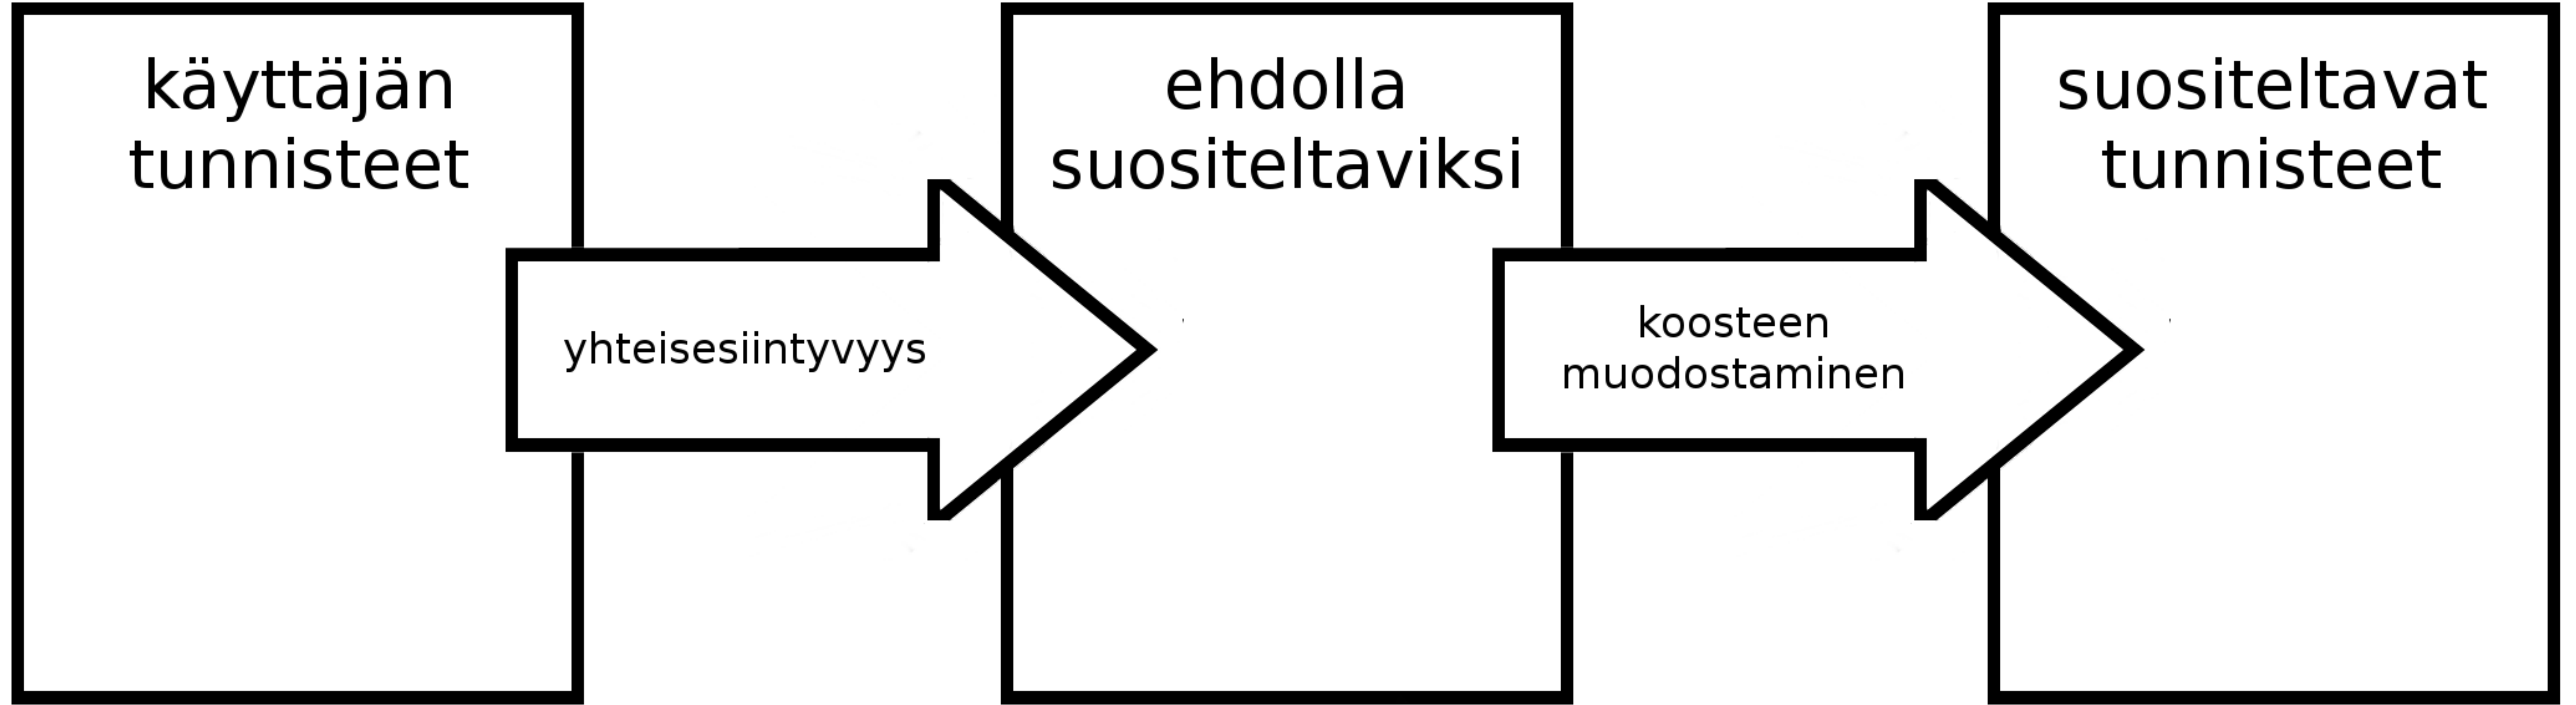 käyttäjän
tunnisteet
yhteisesiintyvyys
ehdolla
suositeltaviksi
koosteen
muodostaminen
suositeltavat
tunnisteet